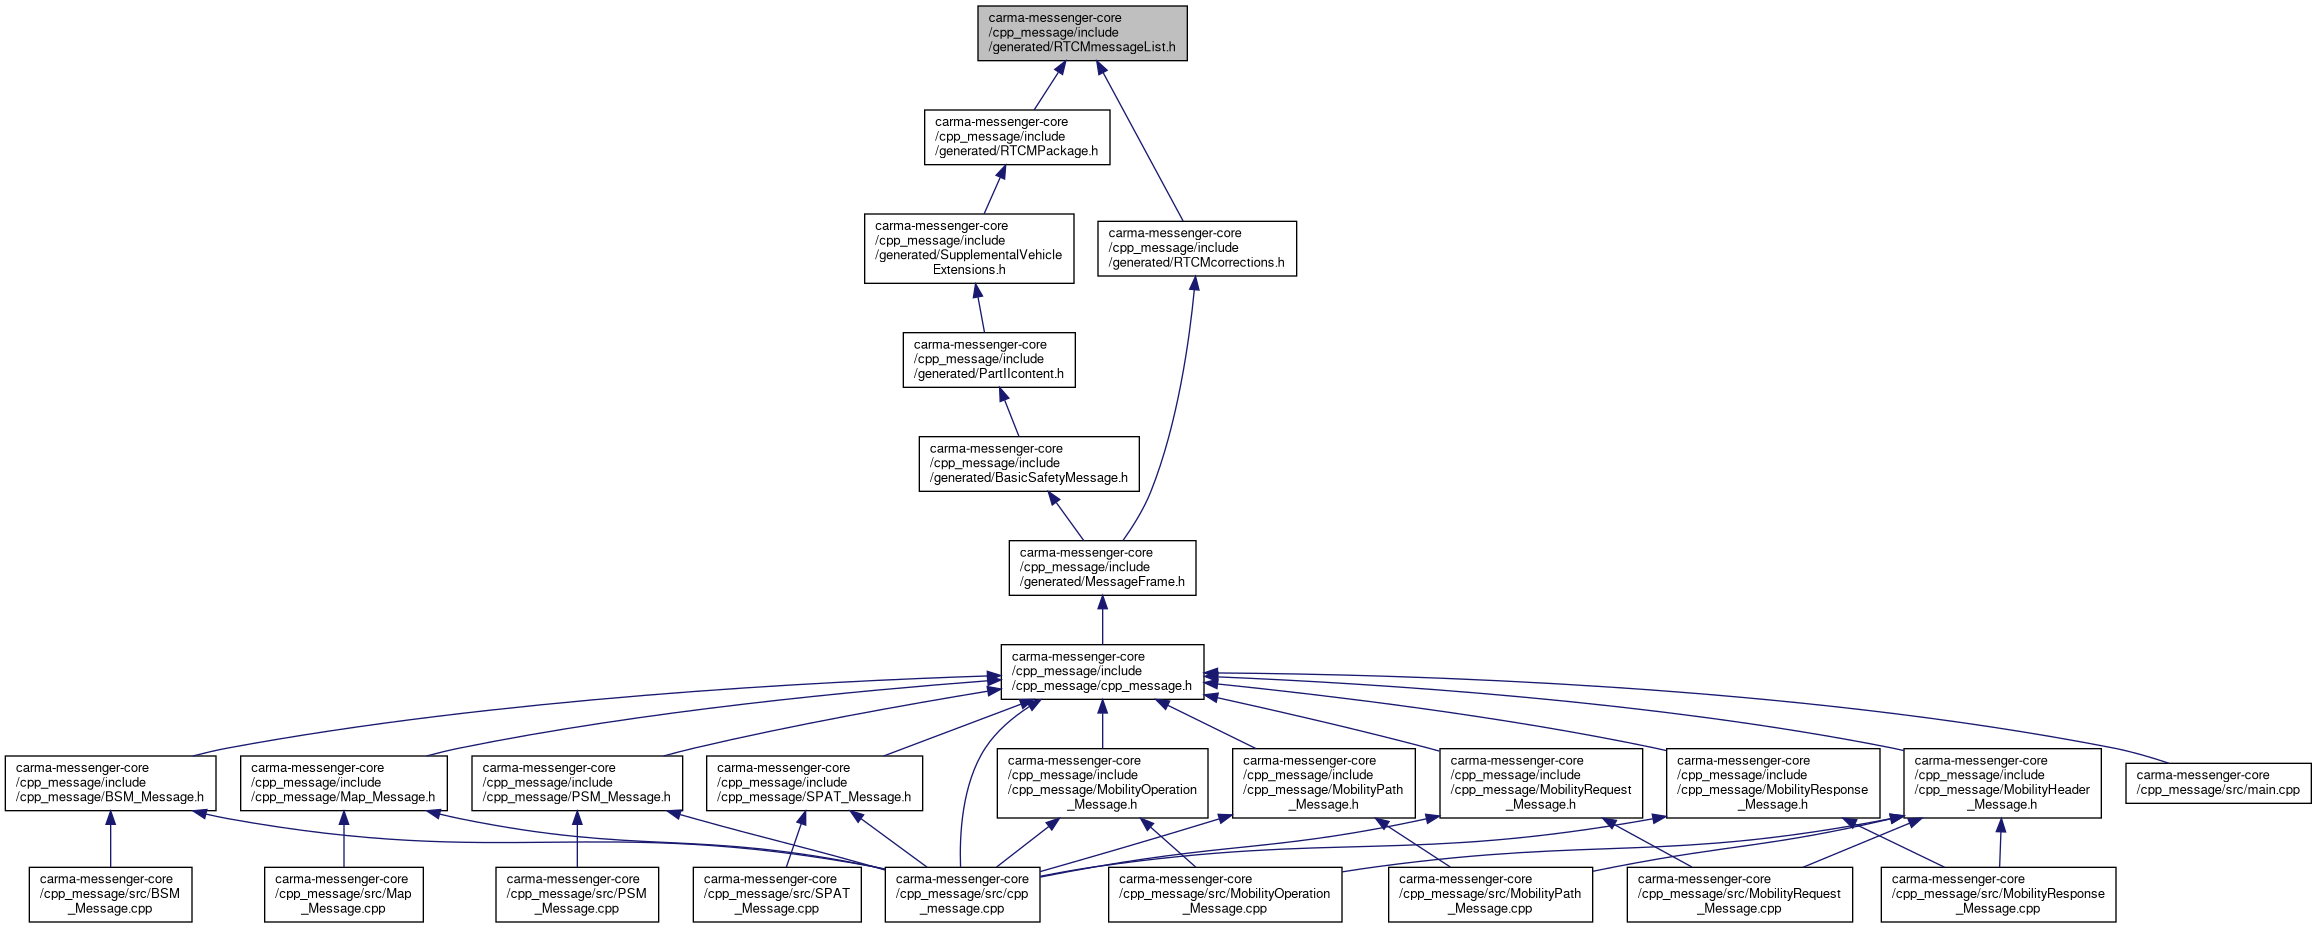 carma-messenger-core
/cpp_message/include
/generated/RTCMmessageList.h
carma-messenger-core
/cpp_message/include
/generated/RTCMPackage.h
carma-messenger-core
/cpp_message/include
/generated/SupplementalVehicle
Extensions.h
carma-messenger-core
/cpp_message/include
/generated/RTCMcorrections.h
carma-messenger-core
/cpp_message/include
/generated/PartIIcontent.h
carma-messenger-core
/cpp_message/include
/generated/BasicSafetyMessage.h
carma-messenger-core
/cpp_message/include
/generated/MessageFrame.h
carma-messenger-core
/cpp_message/include
/cpp_message/cpp_message.h
carma-messenger-core
/cpp_message/include
/cpp_message/BSM_Message.h
carma-messenger-core
/cpp_message/include
/cpp_message/Map_Message.h
carma-messenger-core
/cpp_message/include
/cpp_message/PSM_Message.h
carma-messenger-core
/cpp_message/include
/cpp_message/SPAT_Message.h
carma-messenger-core
/cpp_message/include
/cpp_message/MobilityOperation
_Message.h
carma-messenger-core
/cpp_message/include
/cpp_message/MobilityPath
_Message.h
carma-messenger-core
/cpp_message/include
/cpp_message/MobilityRequest
_Message.h
carma-messenger-core
/cpp_message/include
/cpp_message/MobilityResponse
_Message.h
carma-messenger-core
/cpp_message/include
/cpp_message/MobilityHeader
_Message.h
carma-messenger-core
/cpp_message/src/main.cpp
carma-messenger-core
/cpp_message/src/BSM
_Message.cpp
carma-messenger-core
/cpp_message/src/Map
_Message.cpp
carma-messenger-core
/cpp_message/src/PSM
_Message.cpp
carma-messenger-core
/cpp_message/src/SPAT
_Message.cpp
carma-messenger-core
/cpp_message/src/cpp
_message.cpp
carma-messenger-core
/cpp_message/src/MobilityOperation
_Message.cpp
carma-messenger-core
/cpp_message/src/MobilityPath
_Message.cpp
carma-messenger-core
/cpp_message/src/MobilityRequest
_Message.cpp
carma-messenger-core
/cpp_message/src/MobilityResponse
_Message.cpp